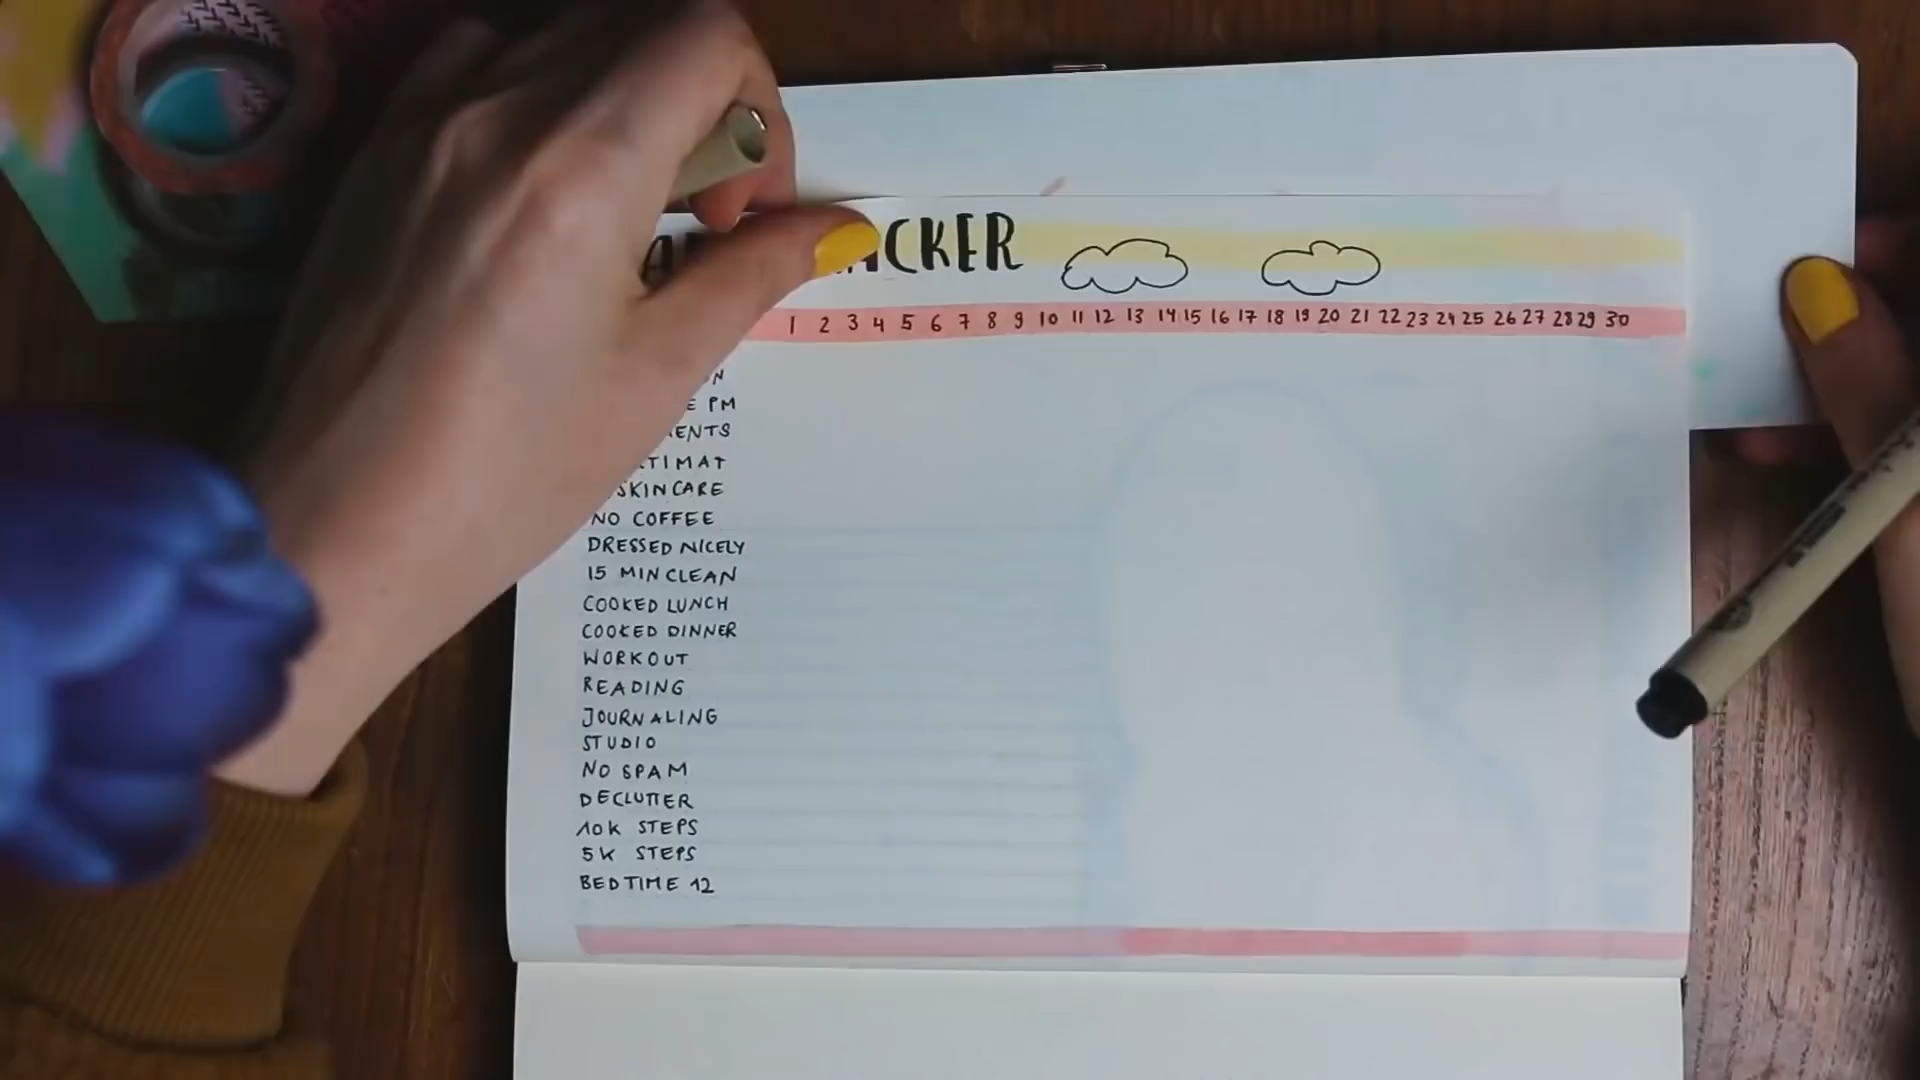 CKER
1 2 3 4 5 6 7 8 9 10 11 12 13 14 15 16 17 18 19 20 21 22 23 24 25 26 27 28 29 30
PM
SKINCARE
NO COFFEE
DRESSED NICELY
15 MIN CLEAN
COOKED LUNCH
COOKED DINNER
WORKOUT
READING
JOURNALING
STUDIO
NO SPAM
DECLUTTER
10K STEPS
5K STEPS
BEDTIME 12